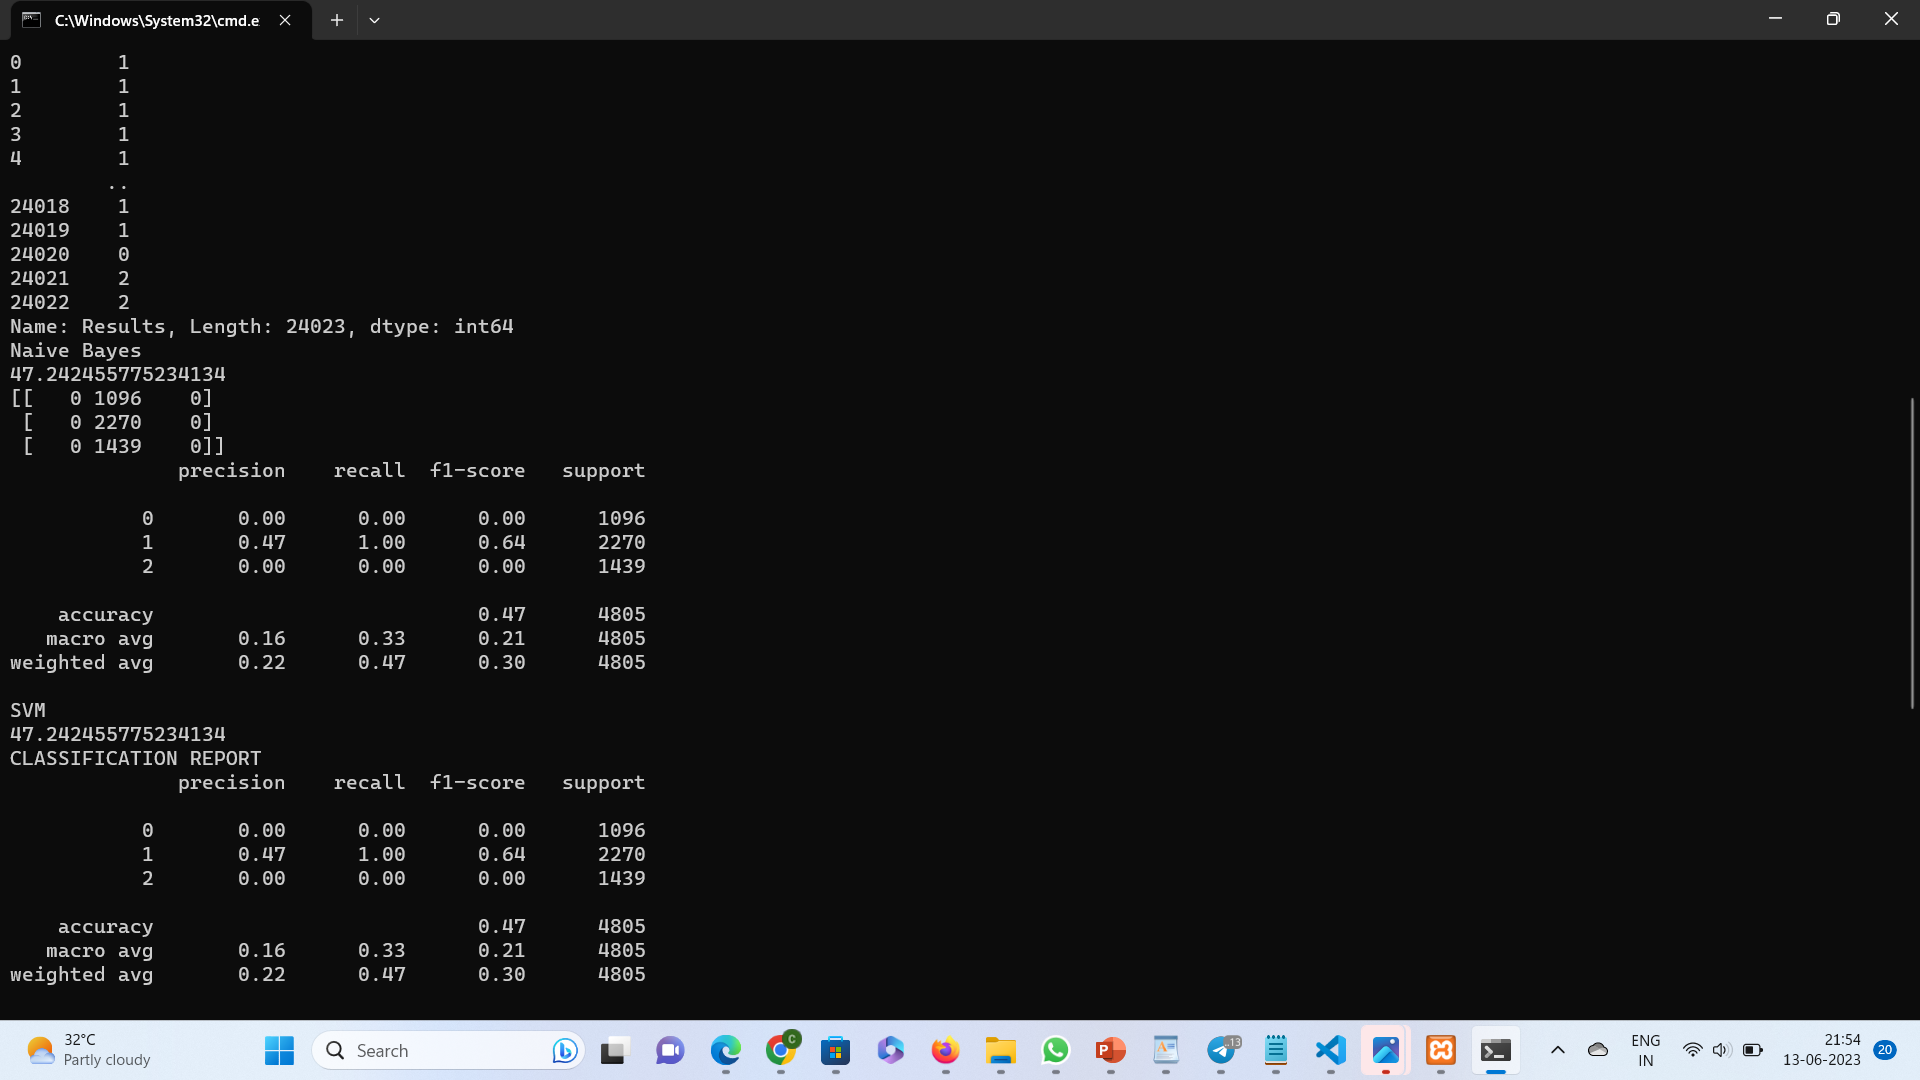 C:\Windows\System32\cmd.e
0 1
1 1
2 1
3 1
4 1
..
24018 1
24019 1
24020 0
24021 2
24022 2
Name: Results, Length: 24023, dtype: int64
Naive Bayes
47.242455775234134
[[   0 1096    0]
 [   0 2270    0]
 [   0 1439    0]]
precision recall f1-score support
0 0.00 0.00 0.00 1096
1 0.47 1.00 0.64 2270
2 0.00 0.00 0.00 1439
accuracy 0.47 4805
macro avg 0.16 0.33 0.21 4805
weighted avg 0.22 0.47 0.30 4805
SVM
47.242455775234134
CLASSIFICATION REPORT
precision recall f1-score support
0 0.00 0.00 0.00 1096
1 0.47 1.00 0.64 2270
2 0.00 0.00 0.00 1439
accuracy 0.47 4805
macro avg 0.16 0.33 0.21 4805
weighted avg 0.22 0.47 0.30 4805
32°C
Partly cloudy
Search
C
P
.13
ENG
IN
21:54
13-06-2023
20